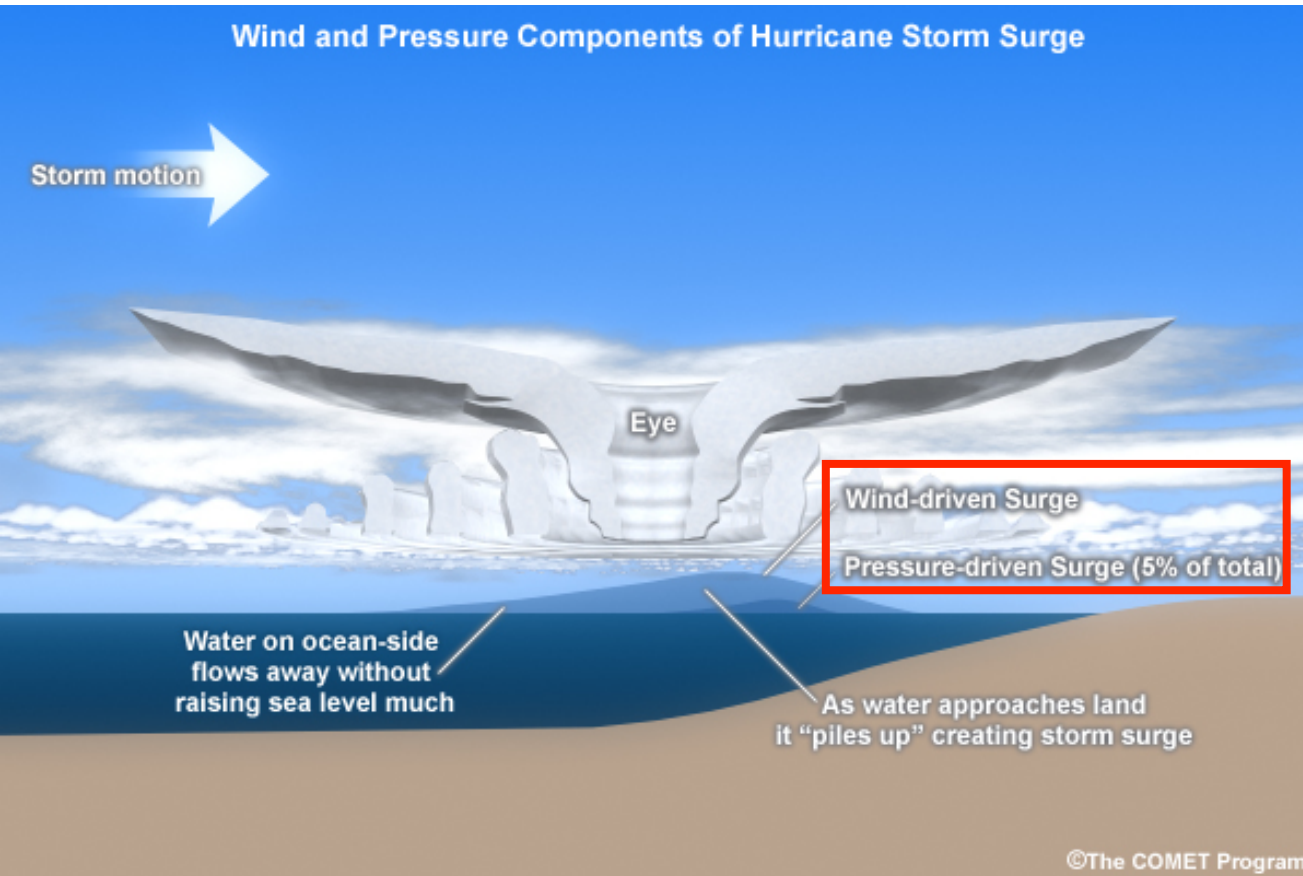 Wind and Pressure Components of Hurricane Storm Surge
Storm motion
Eye
Wind-driven Surge
Pressure-driven Surge (5% of total)
Water on ocean-side
flows away without
raising sea level much
As water approaches land
it “piles up” creating storm surge
©The COMET Program